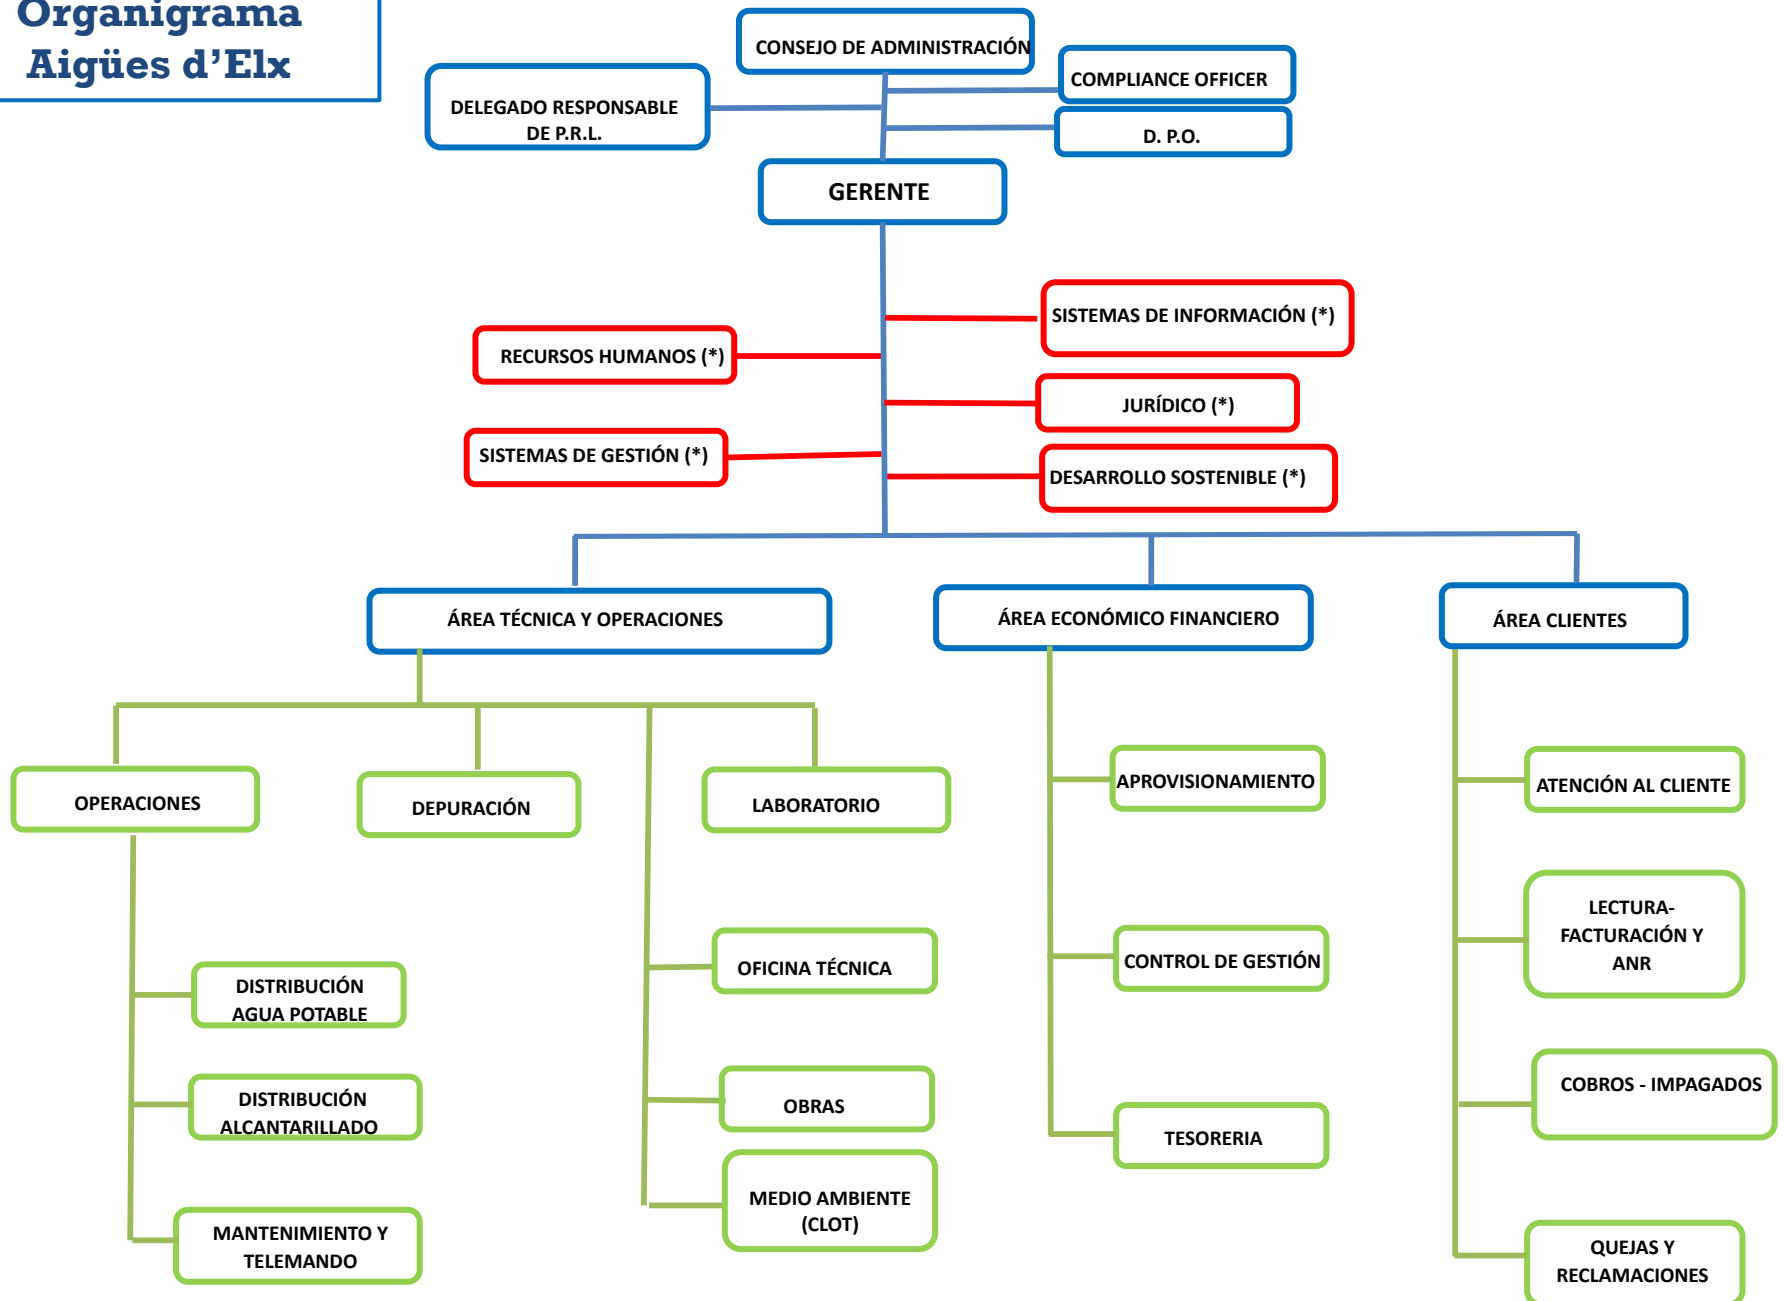 Organigrama
Aigües d’Elx
CONSEJO DE ADMINISTRACIÓN
COMPLIANCE OFFICER
DELEGADO RESPONSABLE
DE P.R.L.
D. P.O.
GERENTE
SISTEMAS DE INFORMACIÓN (*)
RECURSOS HUMANOS (*)
JURÍDICO (*)
SISTEMAS DE GESTIÓN (*)
DESARROLLO SOSTENIBLE (*)
ÁREA TÉCNICA Y OPERACIONES
ÁREA ECONÓMICO FINANCIERO
ÁREA CLIENTES
OPERACIONES
DEPURACIÓN
LABORATORIO
APROVISIONAMIENTO
ATENCIÓN AL CLIENTE
LECTURA-
FACTURACIÓN Y
ANR
OFICINA TÉCNICA
CONTROL DE GESTIÓN
DISTRIBUCIÓN
AGUA POTABLE
DISTRIBUCIÓN
ALCANTARILLADO
OBRAS
COBROS - IMPAGADOS
TESORERIA
MEDIO AMBIENTE
(CLOT)
MANTENIMIENTO Y
TELEMANDO
QUEJAS Y
RECLAMACIONES